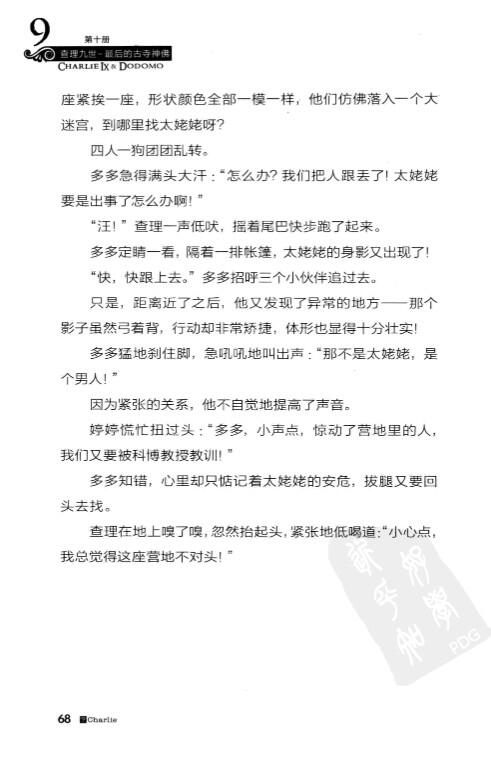 9
第十册
查理九世-最后的古寺神佛
CHARLIE IX & DODOMO
座紧挨一座，形状颜色全部一模一样，他们仿佛落入一个大
迷宫，到哪里找太姥姥呀？
四人一狗团团乱转。
多多急得满头大汗：“怎么办？我们把人跟丢了！太姥姥
要是出事了怎么办啊！”
“汪！”查理一声低吠，摇着尾巴快步跑了起来。
多多定睛一看，隔着一排帐篷，太姥姥的身影又出现了！
“快，快跟上去。”多多招呼三个小伙伴追过去。
只是，距离近了之后，他又发现了异常的地方——那个
影子虽然弓着背，行动却非常矫捷，体形也显得十分壮实！
多多猛地刹住脚，急吼吼地叫出声：“那不是太姥姥，是
个男人！”
因为紧张的关系，他不自觉地提高了声音。
婷婷慌忙扭过头：“多多，小声点，惊动了营地里的人，
我们又要被科博教授教训！”
多多知错，心里却只惦记着太姥姥的安危，拔腿又要回
头去找。
查理在地上嗅了嗅，忽然抬起头，紧张地低喝道：“小心点，
我总觉得这座营地不对头！”
PDG
68 Charlie